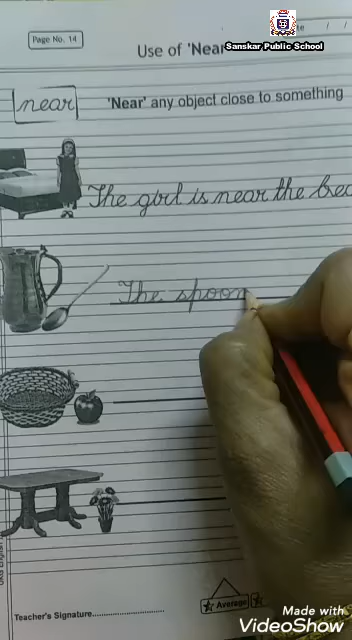 Page No. 14
Use of 'Near
Sanskar Public School
near
'Near' any object close to something
The girl is near the bed
The spoon
Teacher's Signature
Average
Made with
VideoShow